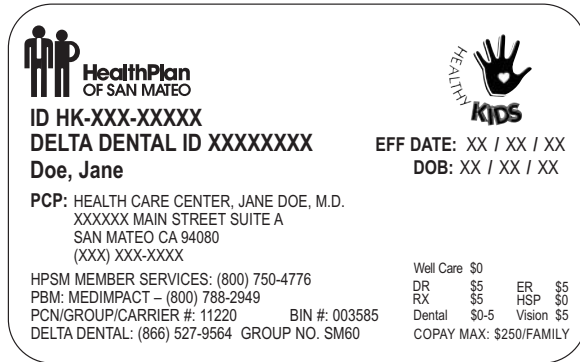 HealthPlan
OF SAN MATEO
HEALTHY
KIDS
ID HK-XXX-XXXXX
DELTA DENTAL ID XXXXXXXX
Doe, Jane
EFF DATE: XX / XX / XX
DOB: XX / XX / XX
PCP: HEALTH CARE CENTER, JANE DOE, M.D.
XXXXXX MAIN STREET SUITE A
SAN MATEO CA 94080
(XXX) XXX-XXXX
HPSM MEMBER SERVICES: (800) 750-4776
PBM: MEDIMPACT – (800) 788-2949
PCN/GROUP/CARRIER #: 11220 BIN #: 003585
DELTA DENTAL: (866) 527-9564 GROUP NO. SM60
Well Care $0
DR $5 ER $5
RX $5 HSP $0
Dental $0-5 Vision $5
COPAY MAX: $250/FAMILY